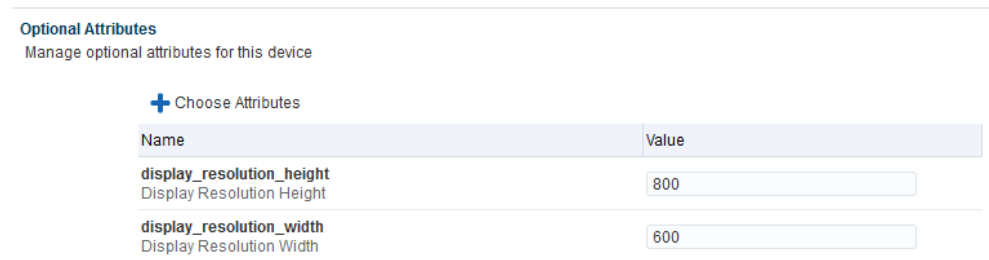 Optional Attributes
Manage optional attributes for this device
Choose Attributes
Name Value
display_resolution_height
Display Resolution Height
800
display_resolution_width
Display Resolution Width
600